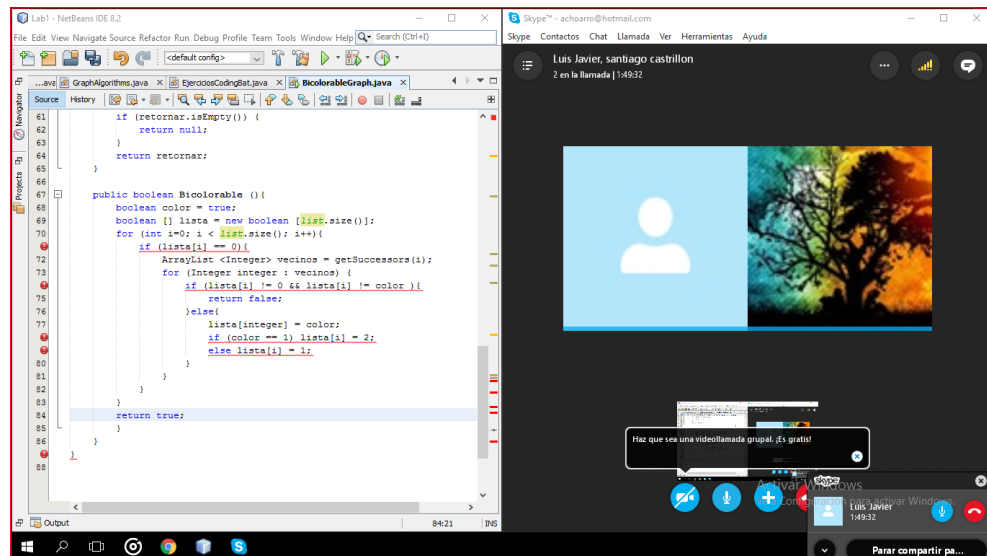 Lab1 - NetBeans IDE 8.2
File Edit View Navigate Source Refactor Run Debug Profile Team Tools Window Help Search (Ctrl+I)
<default config>
...ava GraphAlgorithms.java EjerciosCodingBat.java BicolorableGraph.java
Source History
Navigator
Projects
61 if (retornar.isEmpty()) {
62 return null;
63 }
64 return retornar;
65 }
66
67 public boolean Bicolorable (){
68 boolean color = true;
69 boolean [] lista = new boolean [list.size()];
70 for (int i=0; i < list.size(); i++){
if (lista[i] == 0){
72 ArrayList <Integer> vecinos = getSuccessors(i);
73 for (Integer integer : vecinos) {
if (lista[i] != 0 && lista[i] != color ){
75 return false;
76 }else{
77 lista[integer] = color;
if (color == 1) lista[i] = 2;
else lista[i] = 1;
80 }
81 }
82 }
83 }
84 return true;
85 }
86 }
}
88
Output
84:21 INS
Skype™ - achoarro@hotmail.com
Skype Contactos Chat Llamada Ver Herramientas Ayuda
Luis Javier, santiago castrillon
2 en la llamada | 1:49:32
Haz que sea una videollamada grupal. ¡Es gratis!
Activar Windows
para activar Windows.
skype
Luis Javier
1:49:32
Parar compartir pa...